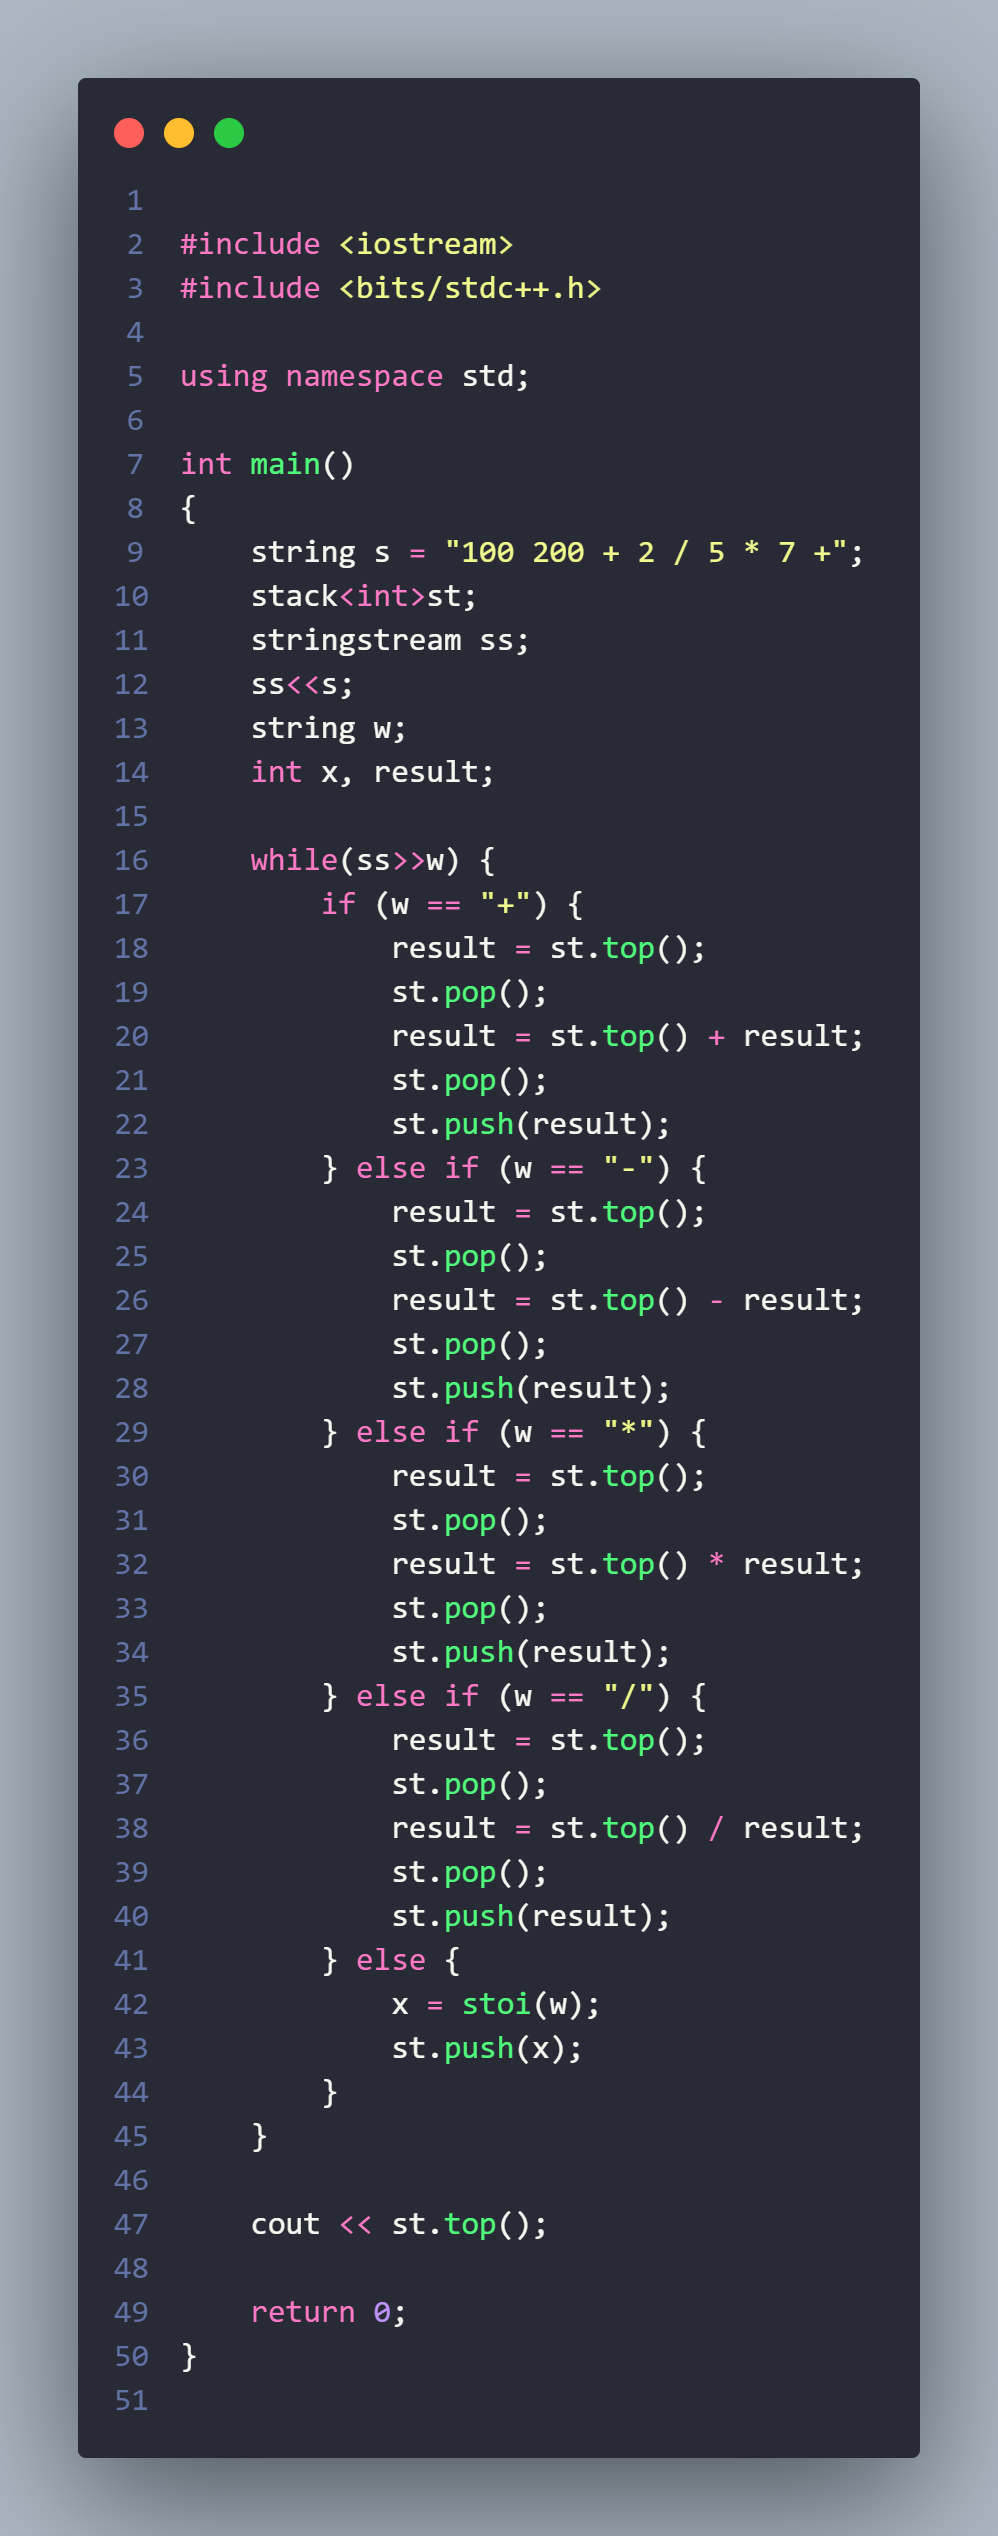 1
2 #include <iostream>
3 #include <bits/stdc++.h>
4
5 using namespace std;
6
7 int main()
8 {
9     string s = "100 200 + 2 / 5 * 7 +";
10     stack<int>st;
11     stringstream ss;
12     ss<<s;
13     string w;
14     int x, result;
15
16     while(ss>>w) {
17         if (w == "+") {
18             result = st.top();
19             st.pop();
20             result = st.top() + result;
21             st.pop();
22             st.push(result);
23         } else if (w == "-") {
24             result = st.top();
25             st.pop();
26             result = st.top() - result;
27             st.pop();
28             st.push(result);
29         } else if (w == "*") {
30             result = st.top();
31             st.pop();
32             result = st.top() * result;
33             st.pop();
34             st.push(result);
35         } else if (w == "/") {
36             result = st.top();
37             st.pop();
38             result = st.top() / result;
39             st.pop();
40             st.push(result);
41         } else {
42             x = stoi(w);
43             st.push(x);
44         }
45     }
46
47     cout << st.top();
48
49     return 0;
50 }
51